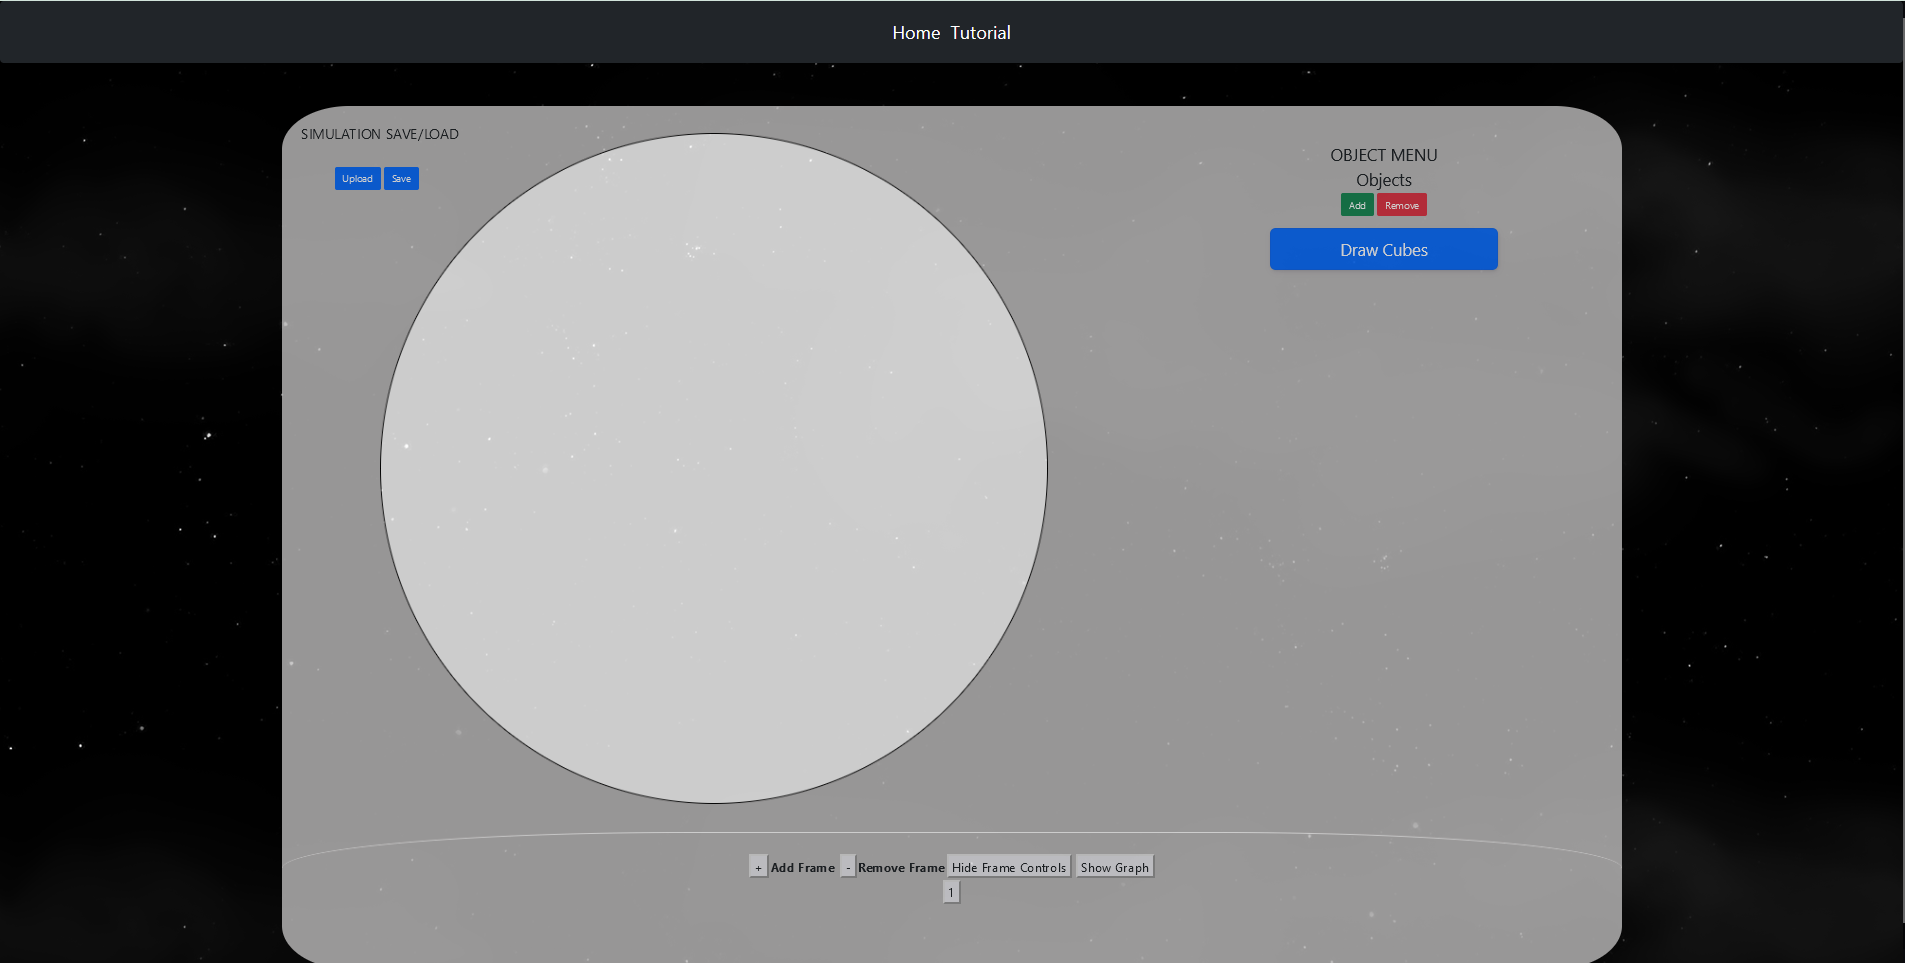 Home Tutorial
SIMULATION SAVE/LOAD
Upload Save
OBJECT MENU
Objects
Add Remove
Draw Cubes
+ Add Frame - Remove Frame Hide Frame Controls Show Graph
1